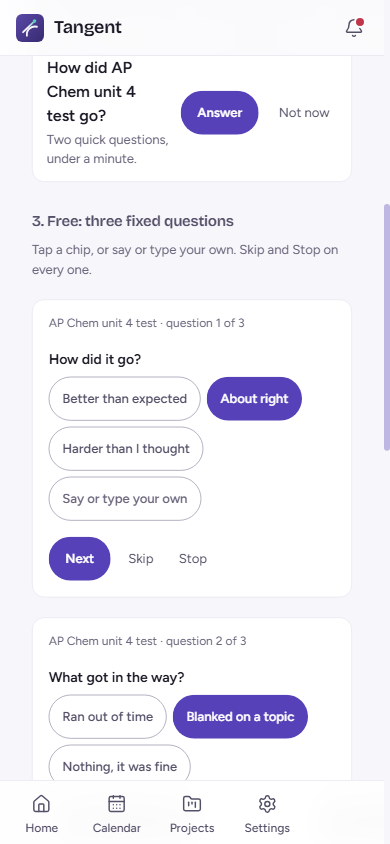 Tangent
How did AP
Chem unit 4
test go?
Two quick questions,
under a minute.
Answer
Not now
3. Free: three fixed questions
Tap a chip, or say or type your own. Skip and Stop on
every one.
AP Chem unit 4 test · question 1 of 3
How did it go?
Better than expected
About right
Harder than I thought
Say or type your own
Next
Skip
Stop
AP Chem unit 4 test · question 2 of 3
What got in the way?
Ran out of time
Blanked on a topic
Nothing, it was fine
Home
Calendar
Projects
Settings